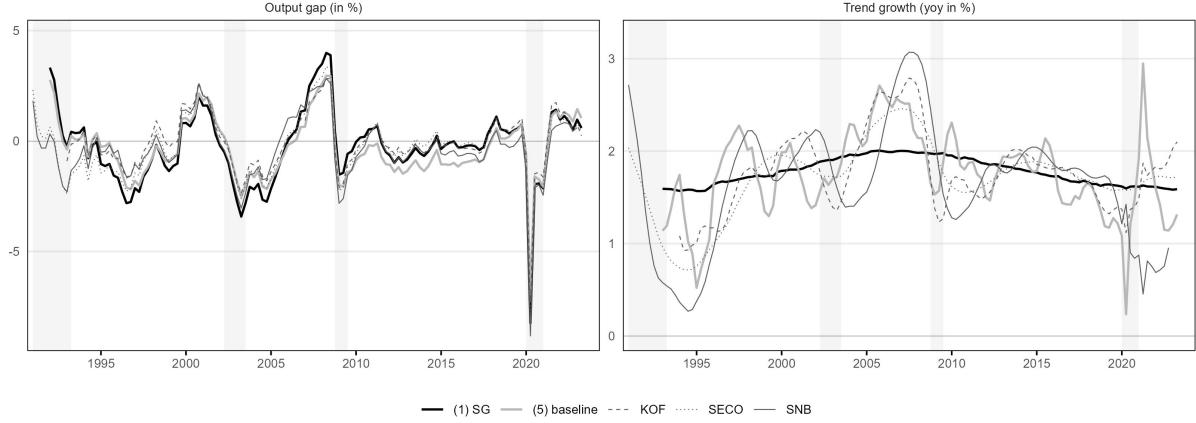 Output gap (in %)
Trend growth (yoy in %)
5
0
-5
1995 2000 2005 2010 2015 2020
3
2
1
0
1995 2000 2005 2010 2015 2020
(1) SG (5) baseline KOF SECO SNB